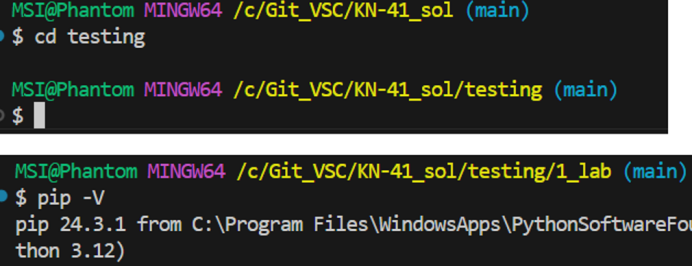 MSI@Phantom MINGW64 /c/Git_VSC/KN-41_sol (main)
$ cd testing
MSI@Phantom MINGW64 /c/Git_VSC/KN-41_sol/testing (main)
$
MSI@Phantom MINGW64 /c/Git_VSC/KN-41_sol/testing/1_lab (main)
$ pip -V
pip 24.3.1 from C:\Program Files\WindowsApps\PythonSoftwareFou
thon 3.12)